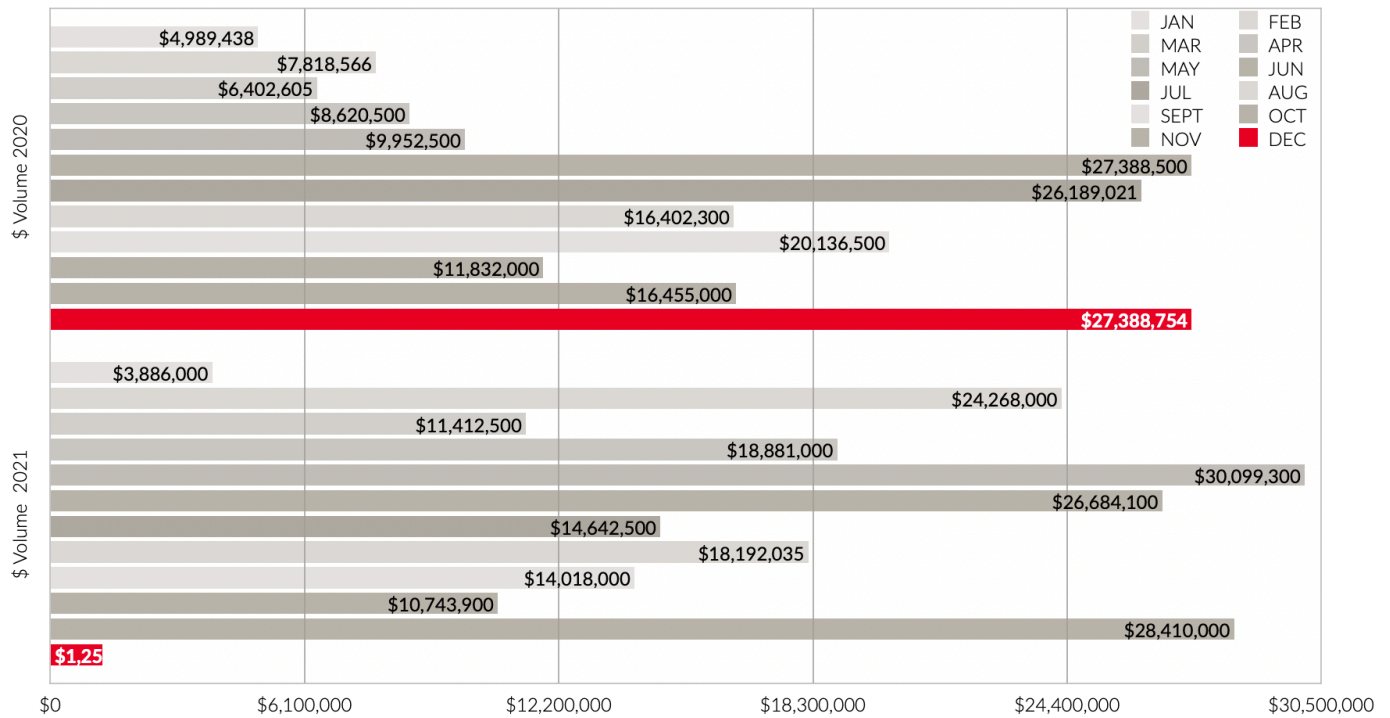 JAN FEB
$4,989,438
MAR APR
$7,818,566
MAY JUN
$6,402,605
JUL AUG
$8,620,500
SEPT OCT
$9,952,500
NOV DEC
$27,388,500
$26,189,021
$16,402,300
$20,136,500
$11,832,000
$16,455,000
$27,388,754
$ Volume 2020
$3,886,000
$24,268,000
$11,412,500
$18,881,000
$30,099,300
$26,684,100
$14,642,500
$18,192,035
$14,018,000
$10,743,900
$28,410,000
$1,25
$ Volume 2021
$0 $6,100,000 $12,200,000 $18,300,000 $24,400,000 $30,500,000